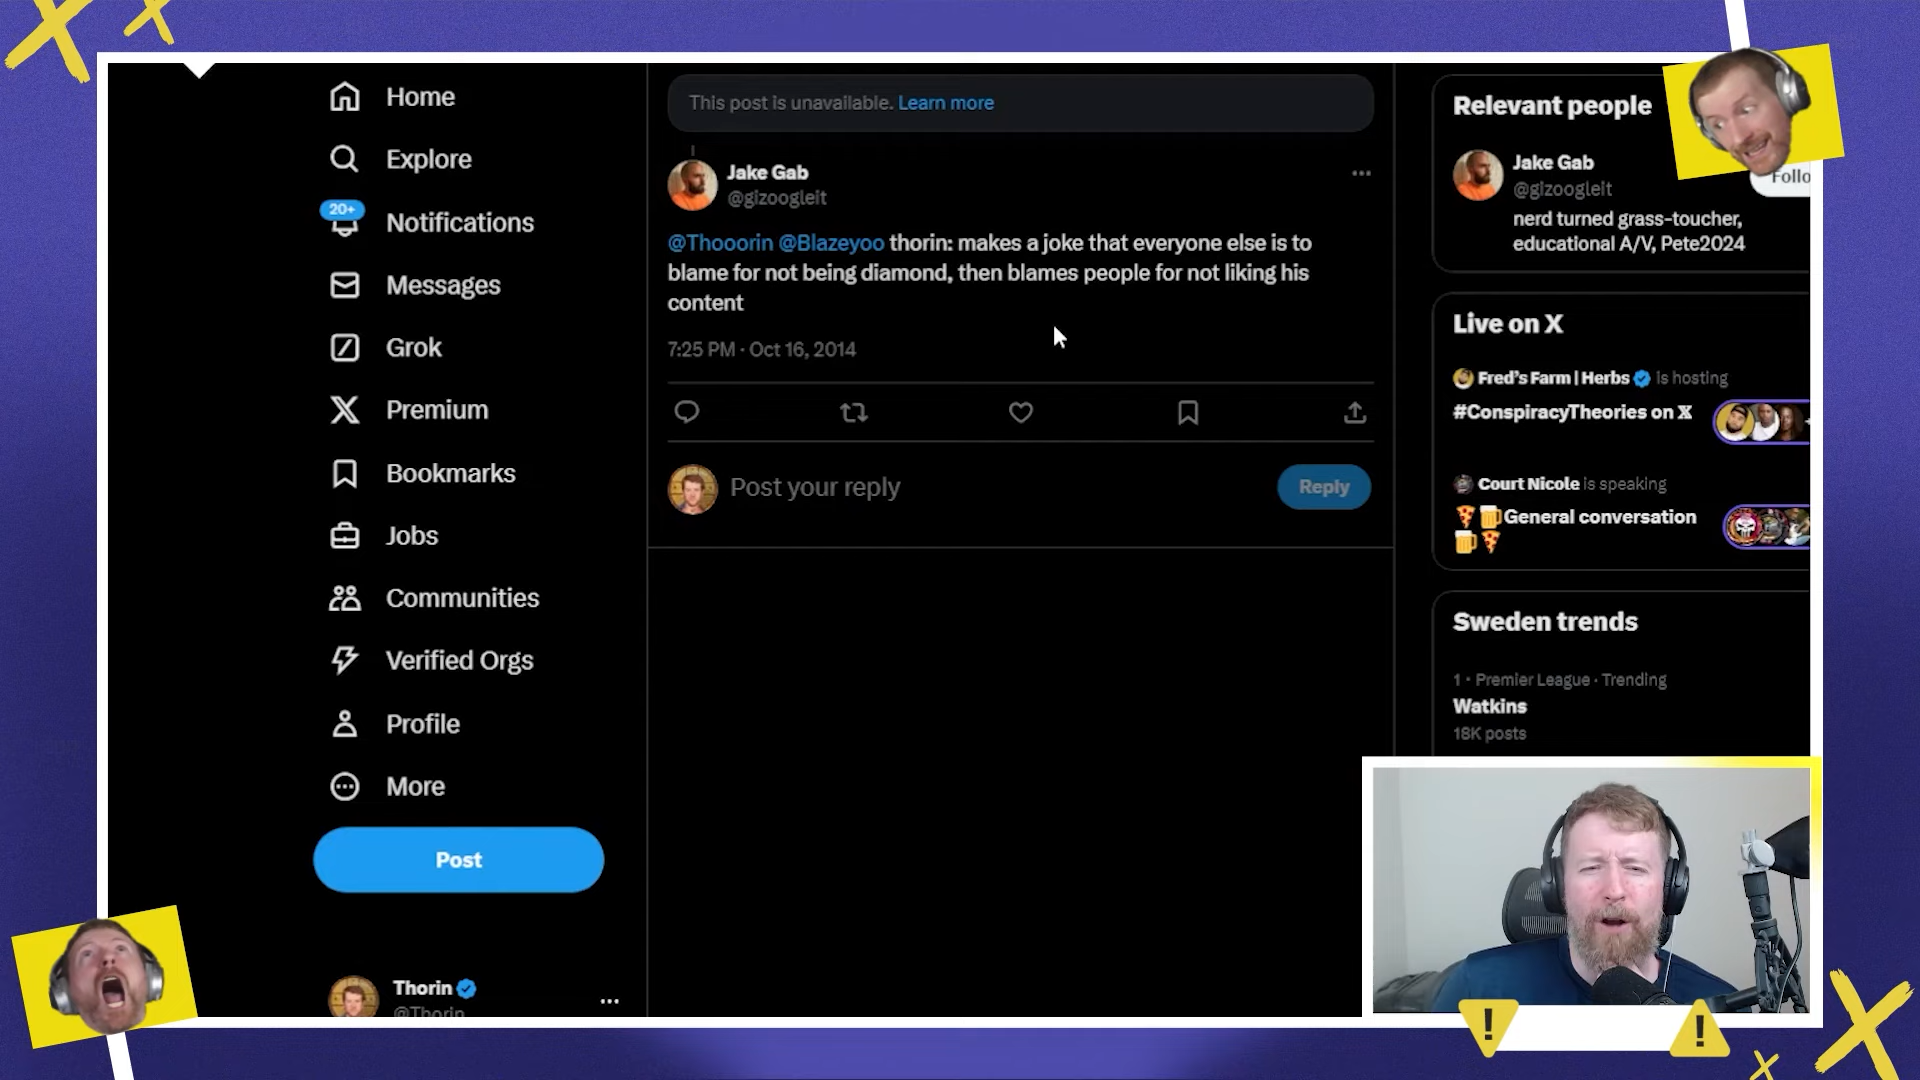 Home
Explore
20+
Notifications
Messages
Grok
Premium
Bookmarks
Jobs
Communities
Verified Orgs
Profile
More
Post
Thorin
@Thorin
This post is unavailable. Learn more
Jake Gab
@gizoogleit
@Thooorin @Blazeyoo thorin: makes a joke that everyone else is to
blame for not being diamond, then blames people for not liking his
content
7:25 PM · Oct 16, 2014
Post your reply
Reply
Relevant people
Jake Gab
@gizoogleit
Follo
nerd turned grass-toucher,
educational A/V, Pete2024
Live on X
Fred's Farm | Herbs is hosting
#ConspiracyTheories on X
Court Nicole is speaking
General conversation
Sweden trends
1 · Premier League · Trending
Watkins
18K posts